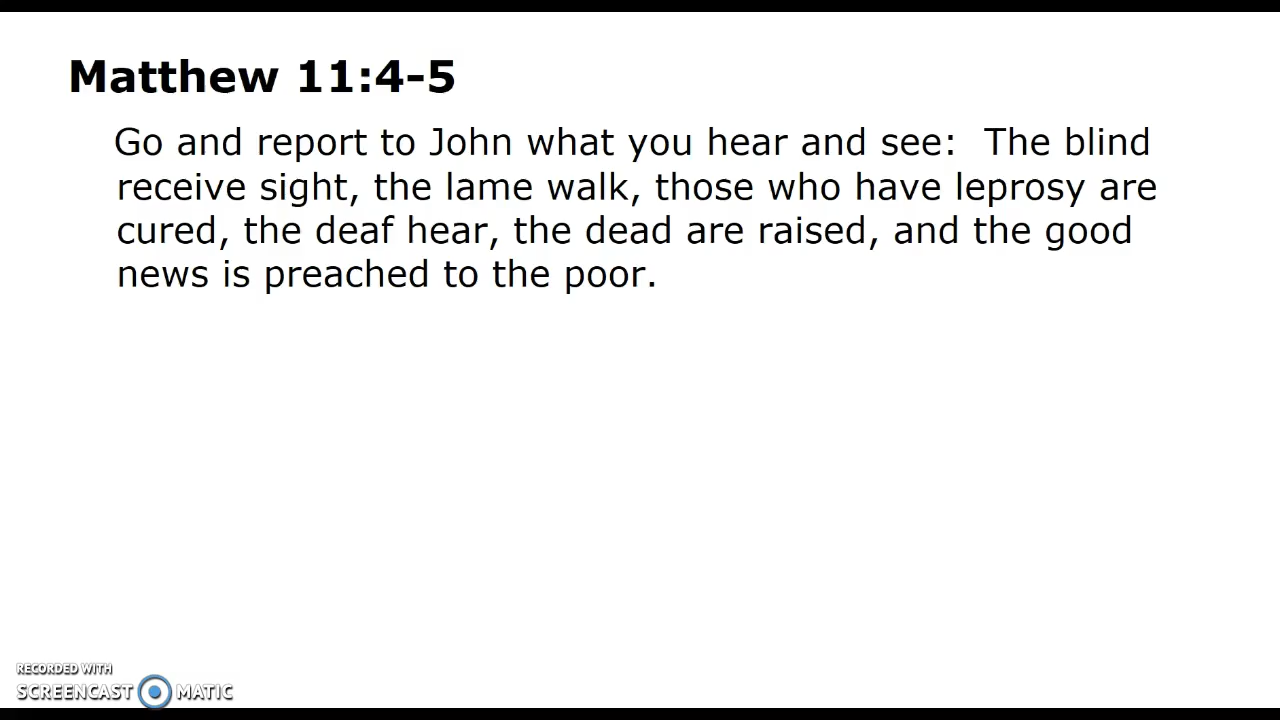 Matthew 11:4-5
Go and report to John what you hear and see:  The blind
receive sight, the lame walk, those who have leprosy are
cured, the deaf hear, the dead are raised, and the good
news is preached to the poor.
RECORDED WITH
SCREENCAST MATIC